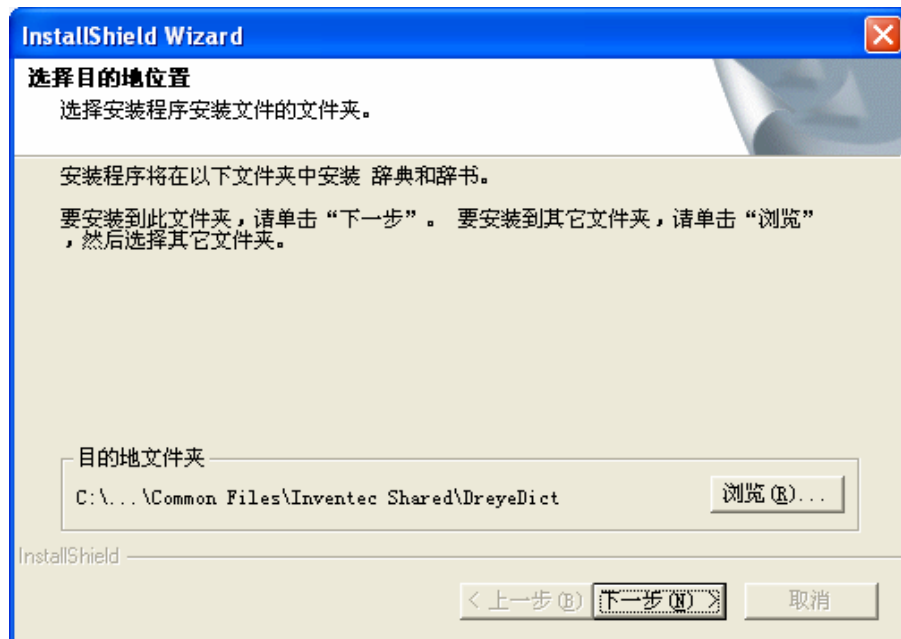 InstallShield Wizard
选择目的地位置
选择安装程序安装文件的文件夹。
安装程序将在以下文件夹中安装 辞典和辞书。
要安装到此文件夹，请单击“下一步”。 要安装到其它文件夹，请单击“浏览”
，然后选择其它文件夹。
目的地文件夹
C:\...\Common Files\Inventec Shared\DreyeDict
浏览(R)...
InstallShield
< 上一步(B)
下一步(N) >
取消